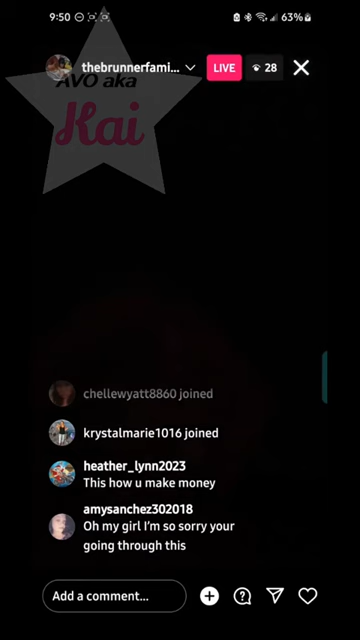 9:50
63%
thebrunnerfami...
LIVE
28
AVO aka
Kai
chellewyatt8860 joined
krystalmarie1016 joined
heather_lynn2023
This how u make money
amysanchez302018
Oh my girl I'm so sorry your
going through this
Add a comment...